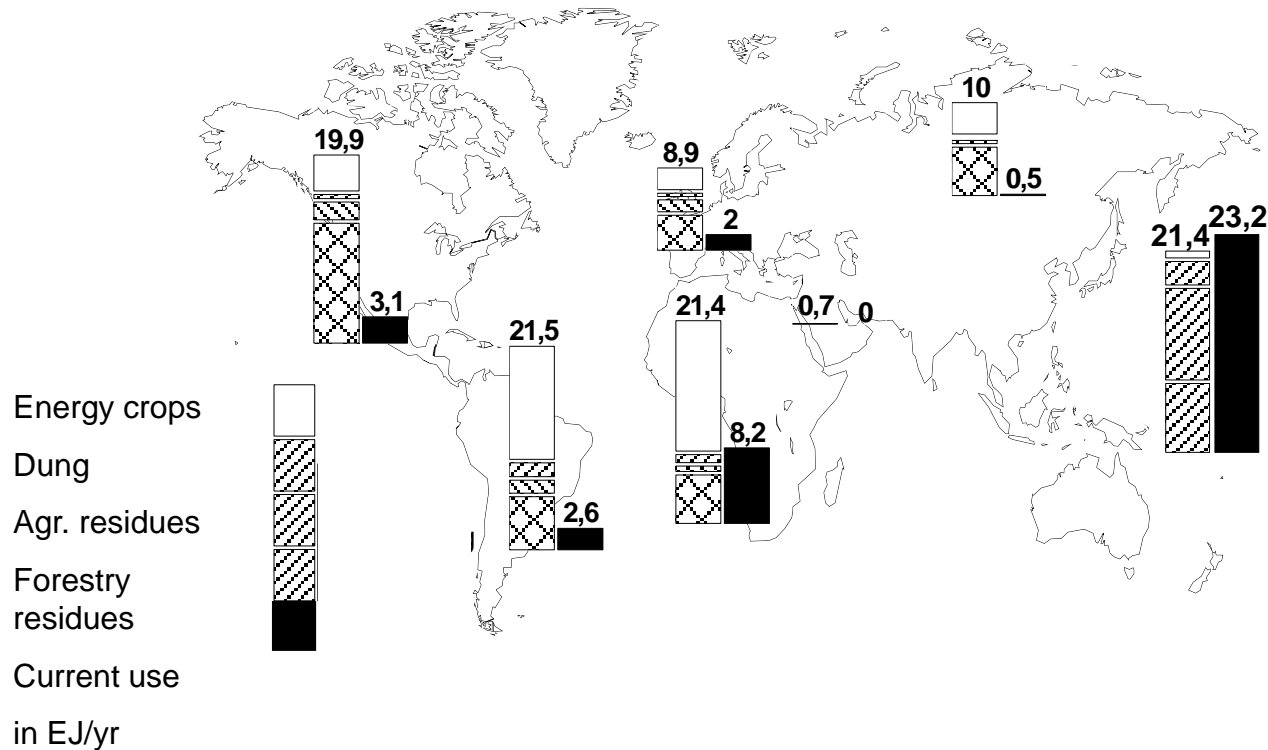 10
19,9
8,9
0,5
2
23,2
21,4
3,1
21,4
0,7
0
21,5
Energy crops
8,2
Dung
Agr. residues
2,6
Forestry
residues
Current use
in EJ/yr